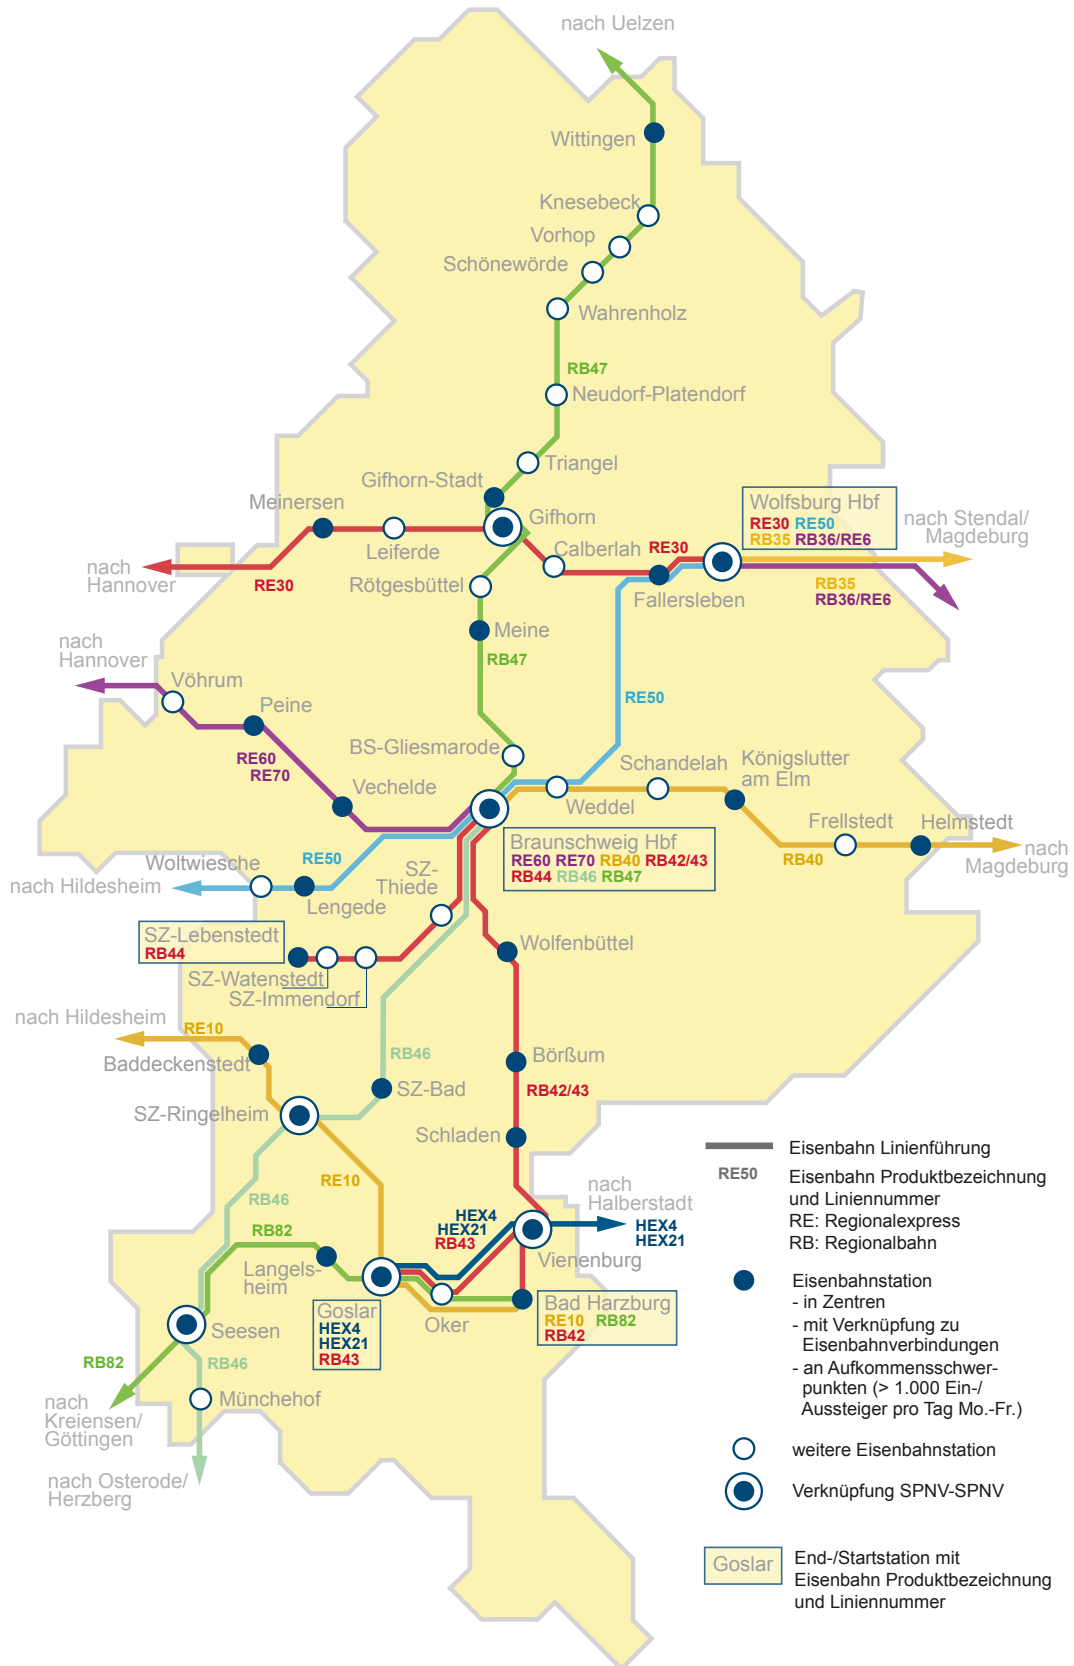 nach Uelzen
Wittingen
Knesebeck
Vorhop
Schönewörde
Wahrenholz
RB47
Neudorf-Platendorf
Triangel
Gifhorn-Stadt
Meinersen
Gifhorn
Leiferde
Calberlah
RE30
Wolfsburg Hbf
RE30 RE50
RB35 RB36/RE6
nach Stendal/
Magdeburg
nach
Hannover
RE30
Rötgesbüttel
Fallersleben
RB35
RB36/RE6
Meine
RB47
nach
Hannover
Vöhrum
Peine
RE50
RE60
RE70
BS-Gliesmarode
Vechelde
Schandelah
Königslutter
am Elm
Weddel
Frellstedt
Helmstedt
RB40
nach
Magdeburg
Braunschweig Hbf
RE60 RE70 RB40 RB42/43
RB44 RB46 RB47
Woltwiesche
RE50
nach Hildesheim
Lengede
SZ-
Thiede
SZ-Lebenstedt
RB44
SZ-Watenstedt
SZ-Immendorf
Wolfenbüttel
nach Hildesheim
RE10
Baddeckenstedt
RB46
Börßum
SZ-Bad
RB42/43
SZ-Ringelheim
Schladen
RE10
RB46
nach
Halberstadt
HEX4
HEX21
HEX4
HEX21
RB43
Vienenburg
RB82
Langels-
heim
Goslar
HEX4
HEX21
RB43
Oker
Bad Harzburg
RE10 RB82
RB42
Seesen
RB82
RB46
Münchehof
nach
Kreiensen/
Göttingen
nach Osterode/
Herzberg
Eisenbahn Linienführung
RE50
Eisenbahn Produktbezeichnung
und Liniennummer
RE: Regionalexpress
RB: Regionalbahn
Eisenbahnstation
- in Zentren
- mit Verknüpfung zu
Eisenbahnverbindungen
- an Aufkommensschwer-
punkten (> 1.000 Ein-/
Aussteiger pro Tag Mo.-Fr.)
weitere Eisenbahnstation
Verknüpfung SPNV-SPNV
Goslar
End-/Startstation mit
Eisenbahn Produktbezeichnung
und Liniennummer